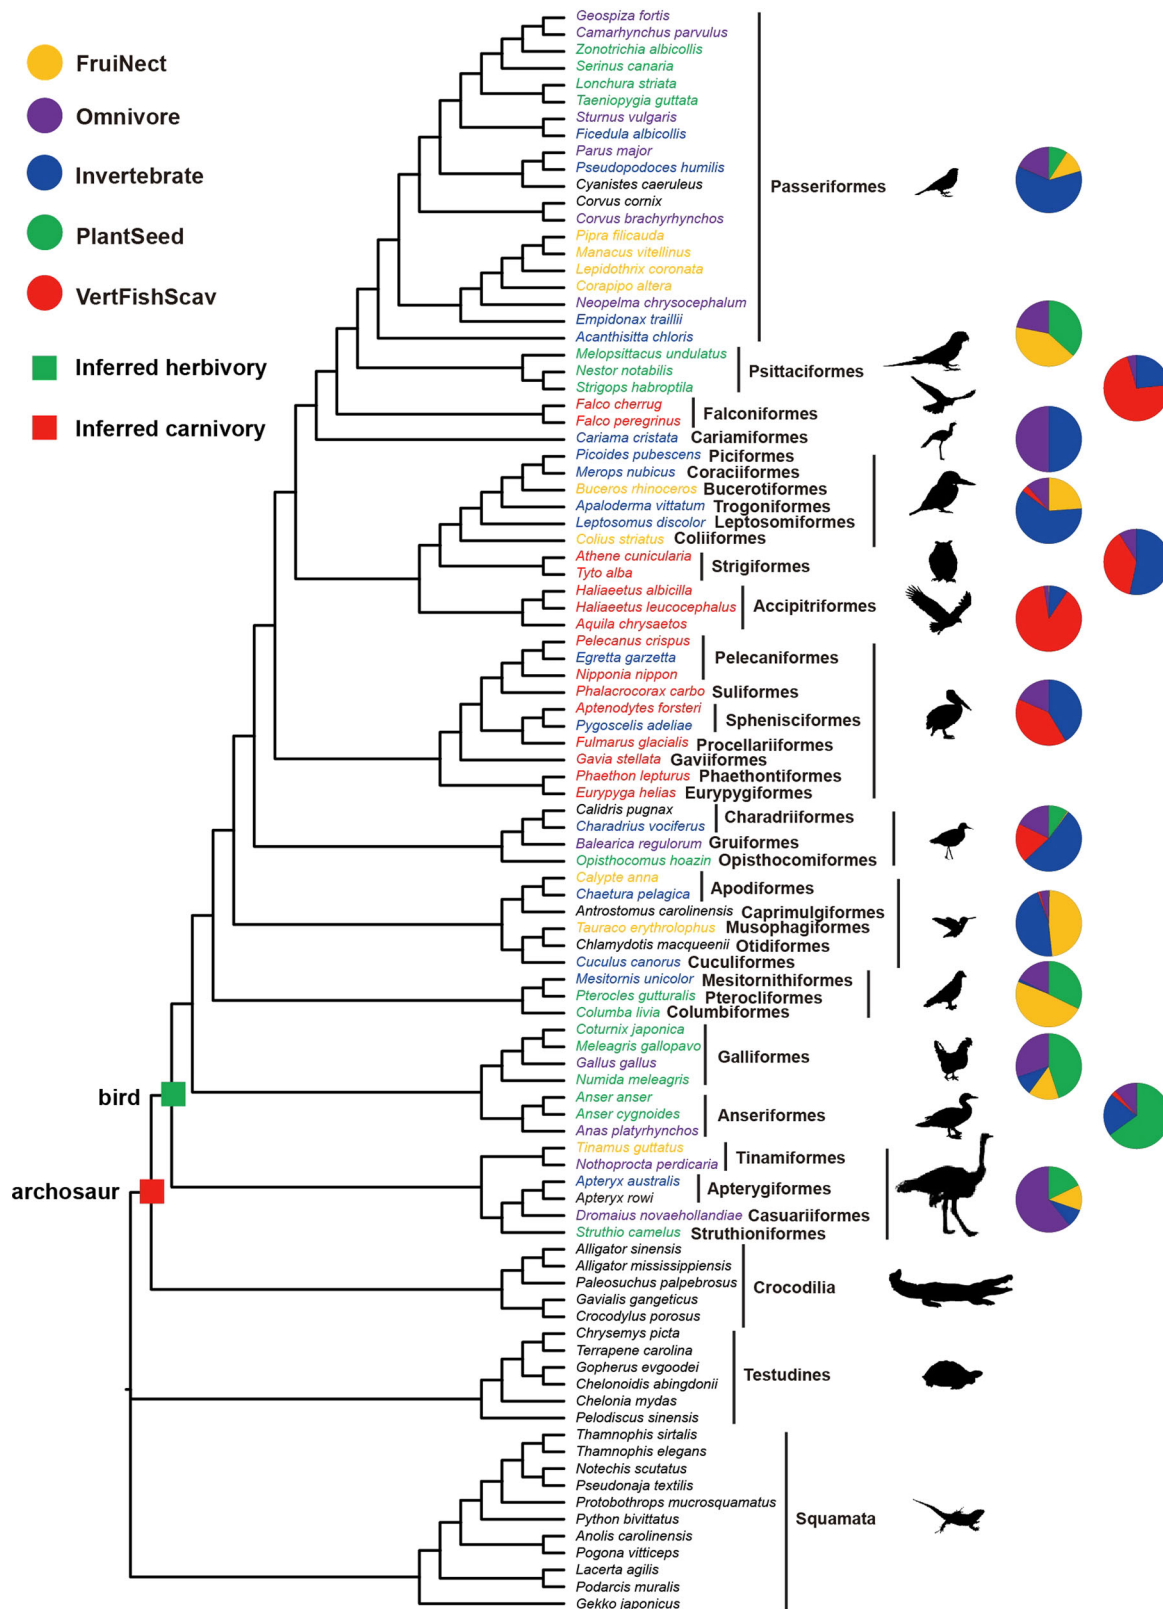 FruiNect
Omnivore
Invertebrate
PlantSeed
VertFishScav
Inferred herbivory
Inferred carnivory
bird
archosaur
Geospiza fortis
Camarhynchus parvulus
Zonotrichia albicollis
Serinus canaria
Lonchura striata
Taeniopygia guttata
Sturnus vulgaris
Ficedula albicollis
Parus major
Pseudopodoces humilis
Cyanistes caeruleus
Corvus cornix
Corvus brachyrhynchos
Pipra filicauda
Manacus vitellinus
Lepidothrix coronata
Corapipo altera
Neopelma chrysocephalum
Empidonax traillii
Acanthisitta chloris
Passeriformes
Melopsittacus undulatus
Nestor notabilis
Strigops habroptila
Psittaciformes
Falco cherrug
Falco peregrinus
Falconiformes
Cariama cristata Cariamiformes
Picoides pubescens Piciformes
Merops nubicus Coraciiformes
Buceros rhinoceros Bucerotiformes
Apaloderma vittatum Trogoniformes
Leptosomus discolor Leptosomiformes
Colius striatus Coliiformes
Athene cunicularia
Tyto alba
Strigiformes
Haliaeetus albicilla
Haliaeetus leucocephalus
Aquila chrysaetos
Accipitriformes
Pelecanus crispus
Egretta garzetta
Nipponia nippon
Pelecaniformes
Phalacrocorax carbo Suliformes
Aptenodytes forsteri
Pygoscelis adeliae
Sphenisciformes
Fulmarus glacialis Procellariiformes
Gavia stellata Gaviiformes
Phaethon lepturus Phaethontiformes
Eurypyga helias Eurypygiformes
Calidris pugnax
Charadrius vociferus
Charadriiformes
Balearica regulorum Gruiformes
Opisthocomus hoazin Opisthocomiformes
Calypte anna
Chaetura pelagica
Apodiformes
Antrostomus carolinensis Caprimulgiformes
Tauraco erythrolophus Musophagiformes
Chlamydotis macqueenii Otidiformes
Cuculus canorus Cuculiformes
Mesitornis unicolor Mesitornithiformes
Pterocles gutturalis Pterocliformes
Columba livia Columbiformes
Coturnix japonica
Meleagris gallopavo
Gallus gallus
Numida meleagris
Galliformes
Anser anser
Anser cygnoides
Anas platyrhynchos
Anseriformes
Tinamus guttatus
Nothoprocta perdicaria
Tinamiformes
Apteryx australis
Apteryx rowi
Apterygiformes
Dromaius novaehollandiae Casuariiformes
Struthio camelus Struthioniformes
Alligator sinensis
Alligator mississippiensis
Paleosuchus palpebrosus
Gavialis gangeticus
Crocodylus porosus
Crocodilia
Chrysemys picta
Terrapene carolina
Gopherus evgoodei
Chelonoidis abingdonii
Chelonia mydas
Pelodiscus sinensis
Testudines
Thamnophis sirtalis
Thamnophis elegans
Notechis scutatus
Pseudonaja textilis
Protobothrops mucrosquamatus
Python bivittatus
Anolis carolinensis
Pogona vitticeps
Lacerta agilis
Podarcis muralis
Gekko japonicus
Squamata